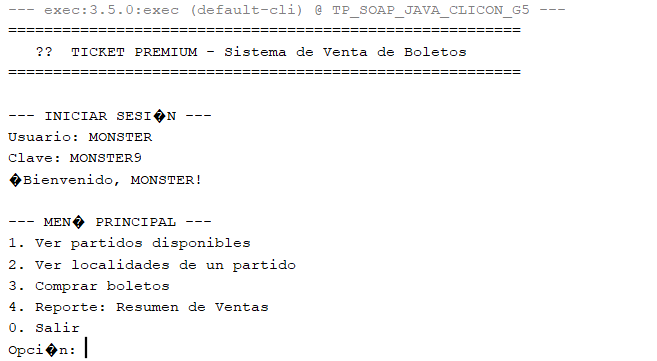 --- exec:3.5.0:exec (default-cli) @ TP_SOAP_JAVA_CLICON_G5 ---
========================================================
?? TICKET PREMIUM - Sistema de Venta de Boletos
========================================================
--- INICIAR SESI�N ---
Usuario: MONSTER
Clave: MONSTER9
�Bienvenido, MONSTER!
--- MEN� PRINCIPAL ---
1. Ver partidos disponibles
2. Ver localidades de un partido
3. Comprar boletos
4. Reporte: Resumen de Ventas
0. Salir
Opci�n: